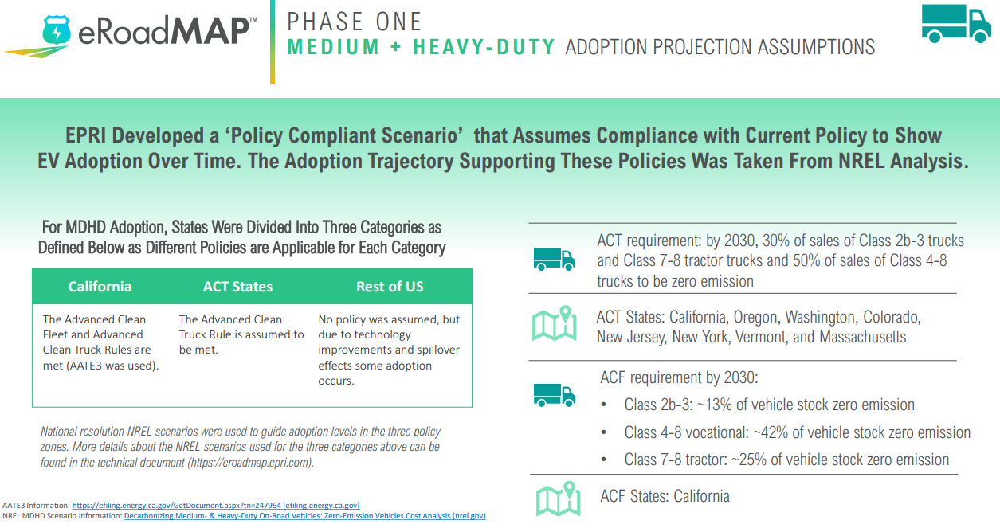 eRoadMAP™
PHASE ONE
MEDIUM + HEAVY-DUTY ADOPTION PROJECTION ASSUMPTIONS
EPRI Developed a ‘Policy Compliant Scenario’ that Assumes Compliance with Current Policy to Show
EV Adoption Over Time. The Adoption Trajectory Supporting These Policies Was Taken From NREL Analysis.
For MDHD Adoption, States Were Divided Into Three Categories as
Defined Below as Different Policies are Applicable for Each Category
California
The Advanced Clean
Fleet and Advanced
Clean Truck Rules are
met (AATE3 was used).
ACT States
The Advanced Clean
Truck Rule is assumed to
be met.
Rest of US
No policy was assumed, but
due to technology
improvements and spillover
effects some adoption
occurs.
National resolution NREL scenarios were used to guide adoption levels in the three policy
zones. More details about the NREL scenarios used for the three categories above can be
found in the technical document (https://eroadmap.epri.com).
ACT requirement: by 2030, 30% of sales of Class 2b-3 trucks
and Class 7-8 tractor trucks and 50% of sales of Class 4-8
trucks to be zero emission
ACT States: California, Oregon, Washington, Colorado,
New Jersey, New York, Vermont, and Massachusetts
ACF requirement by 2030:
• Class 2b-3: ~13% of vehicle stock zero emission
• Class 4-8 vocational: ~42% of vehicle stock zero emission
• Class 7-8 tractor: ~25% of vehicle stock zero emission
ACF States: California
AATE3 Information: https://efiling.energy.ca.gov/GetDocument.aspx?tn=247954 [efiling.energy.ca.gov]
NREL MDHD Scenario Information: Decarbonizing Medium- & Heavy-Duty On-Road Vehicles: Zero-Emission Vehicles Cost Analysis (nrel.gov)